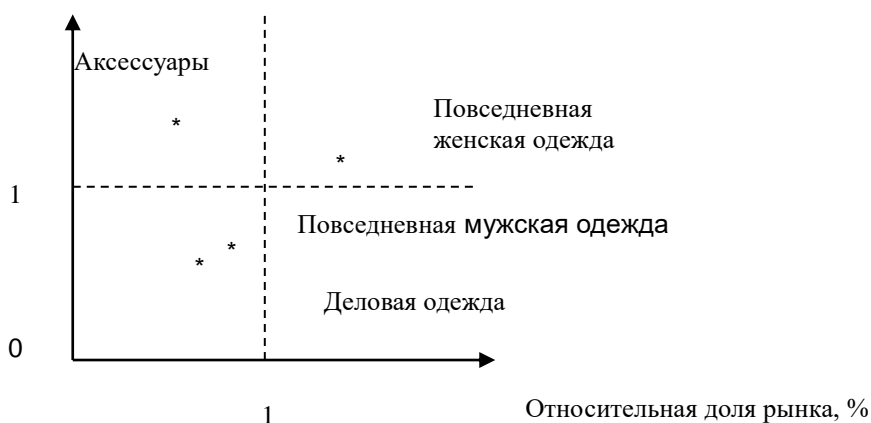 Аксессуары
Повседневная
женская одежда
*
*
1
Повседневная мужская одежда
*
*
Деловая одежда
0
1
Относительная доля рынка, %